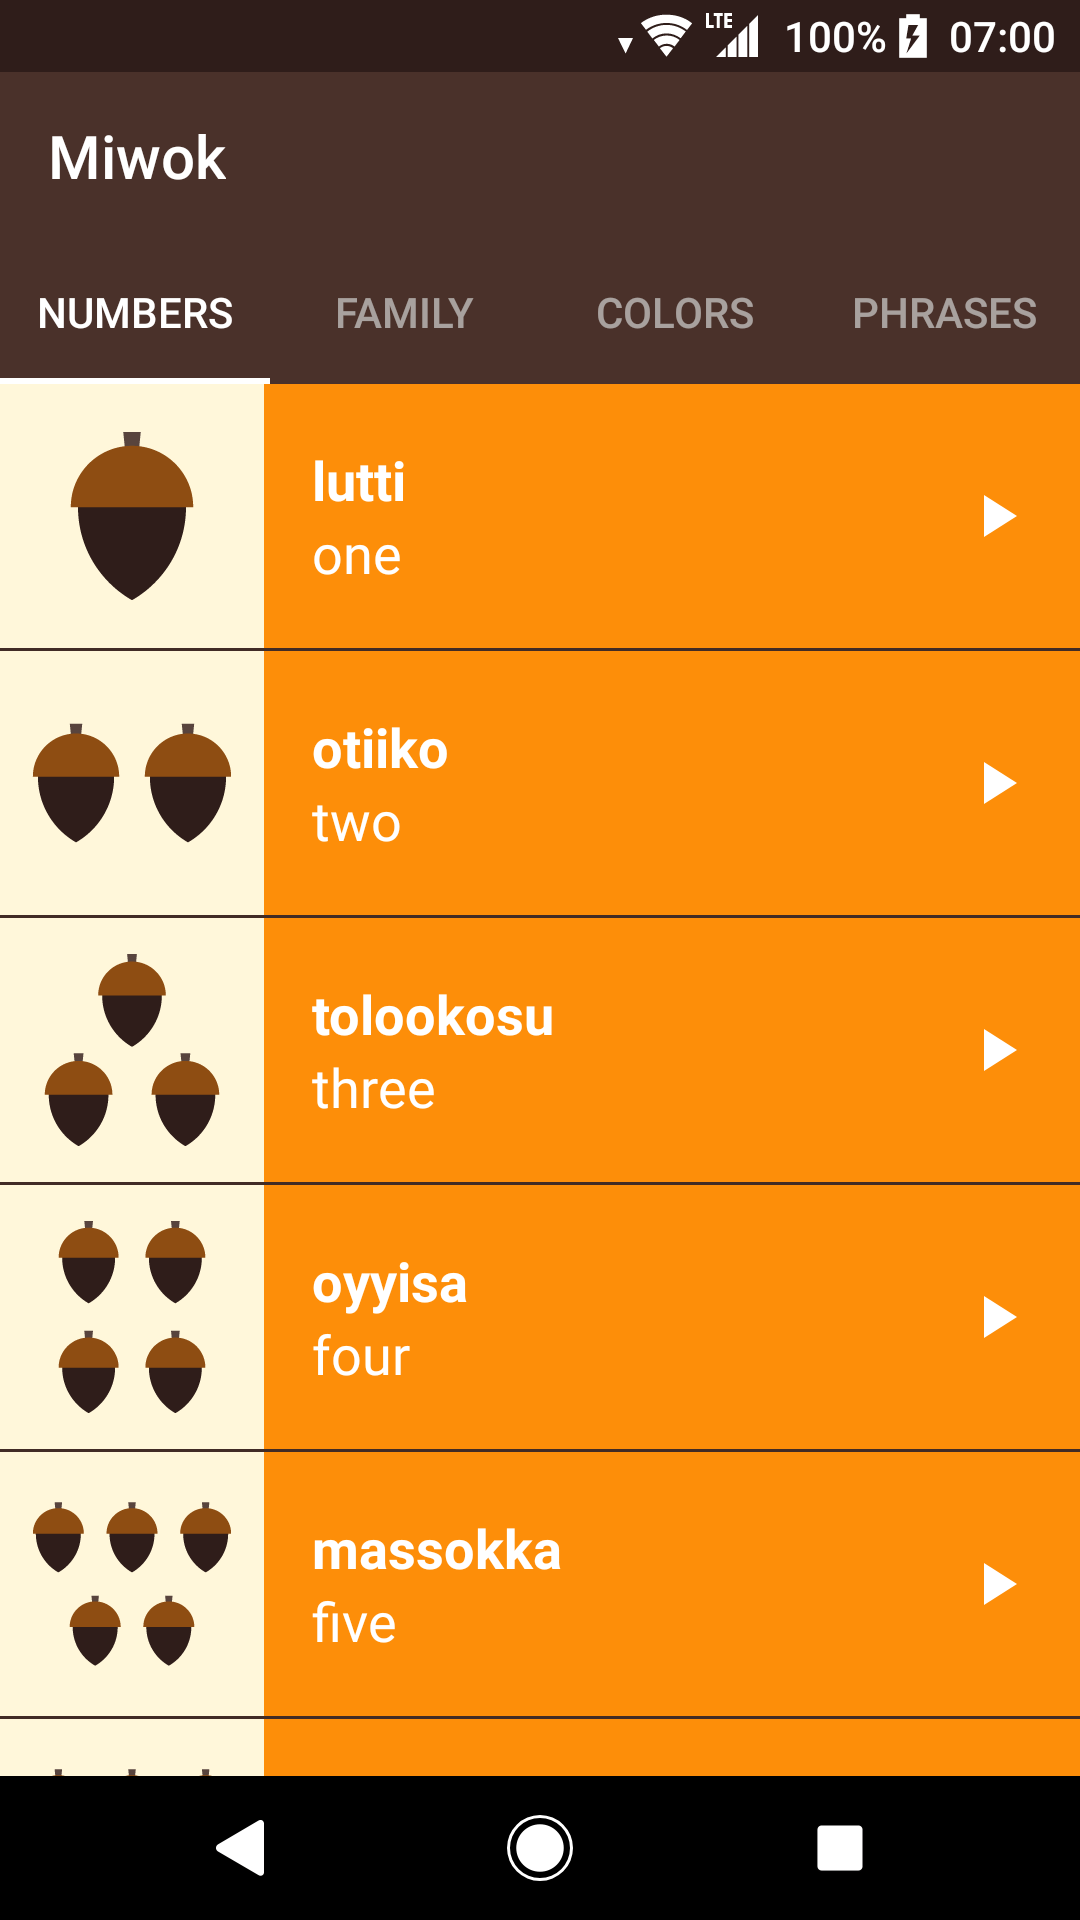 LTE 100% 07:00
Miwok
NUMBERS FAMILY COLORS PHRASES
lutti
one
otiiko
two
tolookosu
three
oyyisa
four
massokka
five